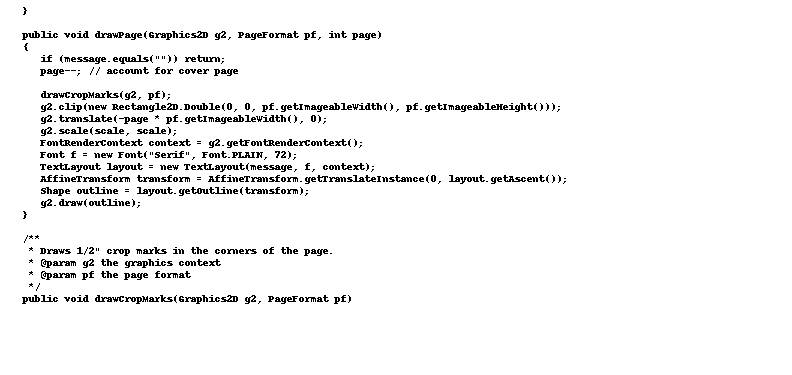 }
public void drawPage(Graphics2D g2, PageFormat pf, int page)
{
if (message.equals("")) return;
page--; // account for cover page
drawCropMarks(g2, pf);
g2.clip(new Rectangle2D.Double(0, 0, pf.getImageableWidth(), pf.getImageableHeight()));
g2.translate(-page * pf.getImageableWidth(), 0);
g2.scale(scale, scale);
FontRenderContext context = g2.getFontRenderContext();
Font f = new Font("Serif", Font.PLAIN, 72);
TextLayout layout = new TextLayout(message, f, context);
AffineTransform transform = AffineTransform.getTranslateInstance(0, layout.getAscent());
Shape outline = layout.getOutline(transform);
g2.draw(outline);
}
/**
* Draws 1/2" crop marks in the corners of the page.
* @param g2 the graphics context
* @param pf the page format
*/
public void drawCropMarks(Graphics2D g2, PageFormat pf)